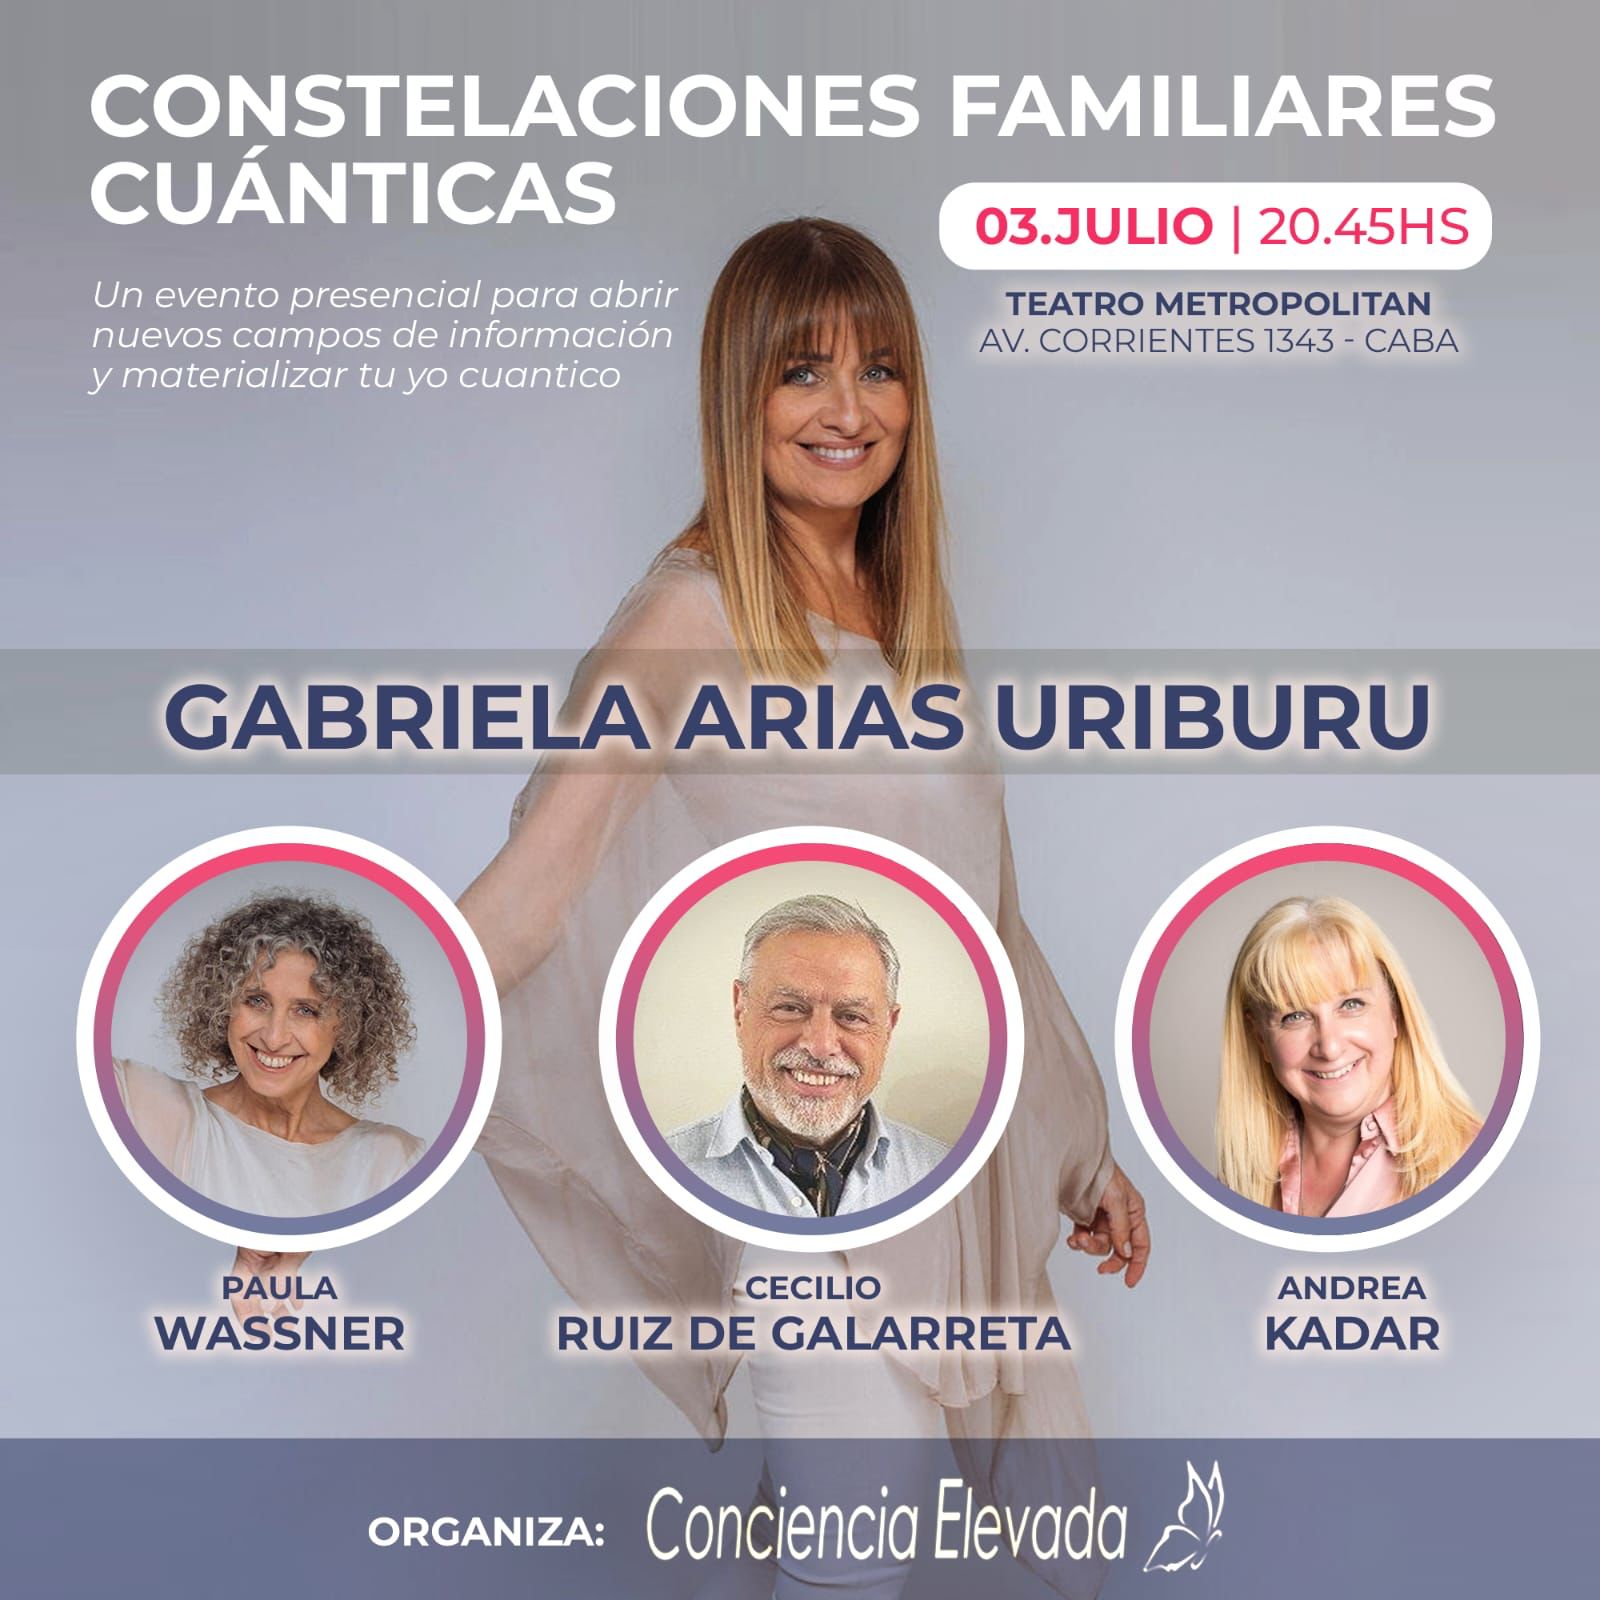 CONSTELACIONES FAMILIARES
CUÁNTICAS
03.JULIO | 20.45HS
TEATRO METROPOLITAN
AV. CORRIENTES 1343 - CABA
Un evento presencial para abrir
nuevos campos de información
y materializar tu yo cuantico
GABRIELA ARIAS URIBURU
PAULA
WASSNER
CECILIO
RUIZ DE GALARRETA
ANDREA
KADAR
ORGANIZA: Conciencia Elevada